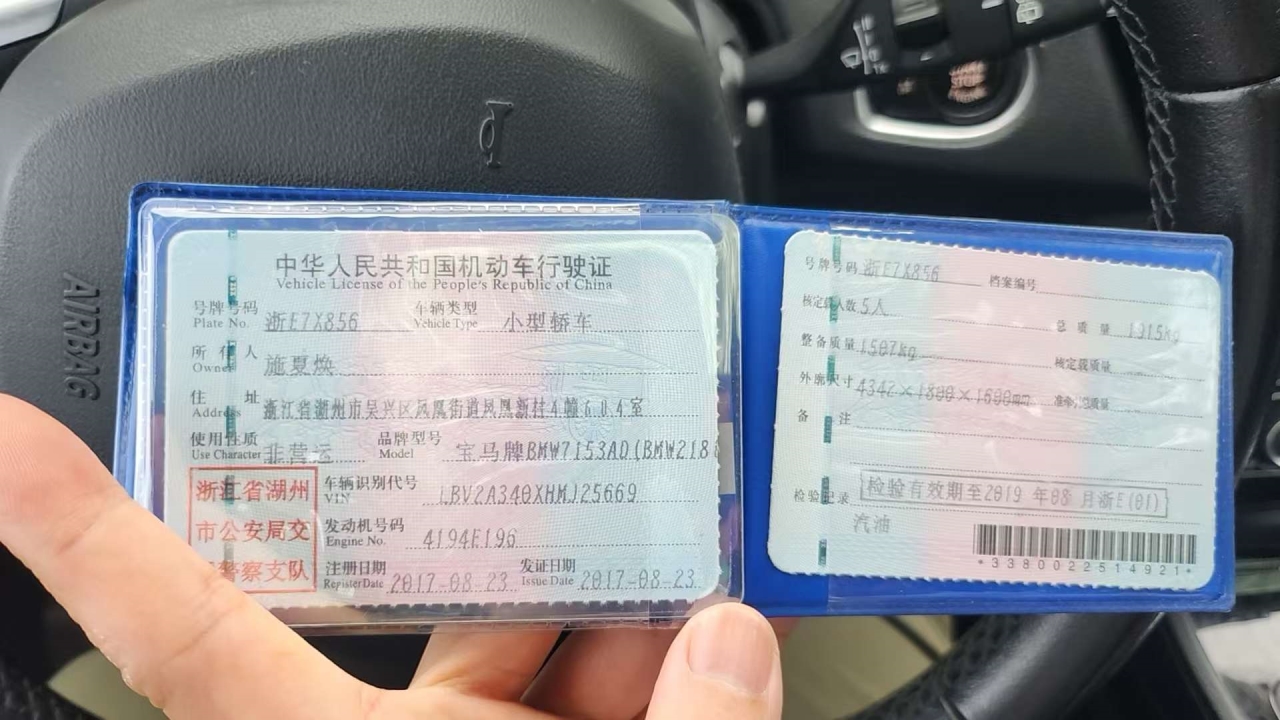 AIRBAG
START
STOP
ENGINE
中华人民共和国机动车行驶证
Vehicle License of the People's Republic of China
号牌号码 浙E7X856 车辆类型 小型轿车
Plate No. Vehicle Type
所有人 施夏焕
Owner
住址 浙江省湖州市吴兴区凤凰街道凤凰新村4幢604室
Address
使用性质 非营运 品牌型号 宝马牌BMW7153AD(BMW218
Use Character Model
浙江省湖州
市公安局交
警察支队
车辆识别代号 LBV2A340XHMJ25669
VIN
发动机号码 4194F196
Engine No.
注册日期 2017-08-23 发证日期 2017-08-23
Register Date Issue Date
号牌号码 浙E7X856 档案编号
核定载人数 5人 总质量 1915kg
整备质量 1507kg 核定载质量
外廓尺寸 4342×1800×1600mm 准牵引总质量
备注
检验记录 检验有效期至2019年08月浙E(01)
汽油
*3380022514921*